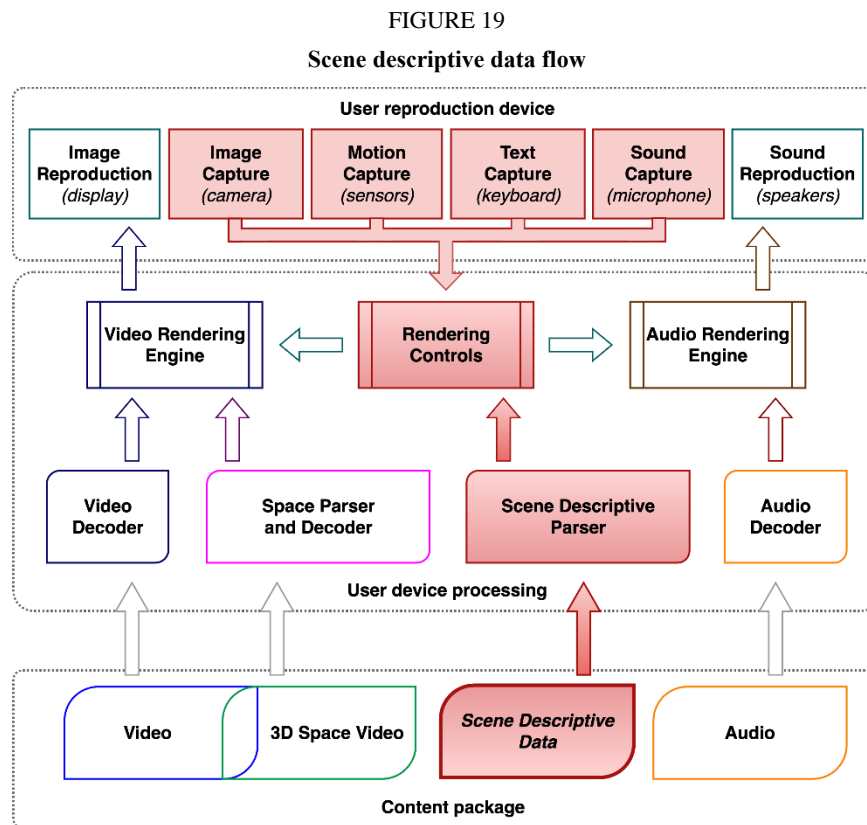 FIGURE 19
Scene descriptive data flow
User reproduction device
Image
Reproduction
(display)
Image
Capture
(camera)
Motion
Capture
(sensors)
Text
Capture
(keyboard)
Sound
Capture
(microphone)
Sound
Reproduction
(speakers)
Video Rendering
Engine
Rendering
Controls
Audio Rendering
Engine
Video
Decoder
Space Parser
and Decoder
Scene Descriptive
Parser
Audio
Decoder
User device processing
Video
3D Space Video
Scene Descriptive
Data
Audio
Content package